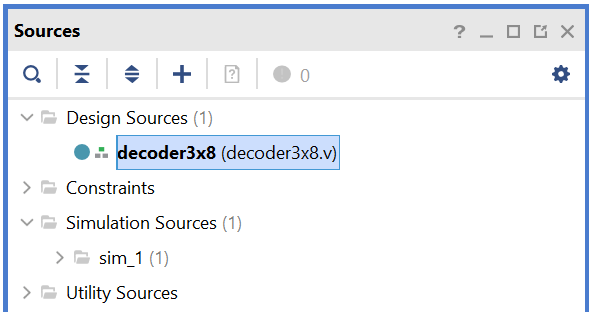 Sources
0
Design Sources (1)
decoder3x8 (decoder3x8.v)
Constraints
Simulation Sources (1)
sim_1 (1)
Utility Sources